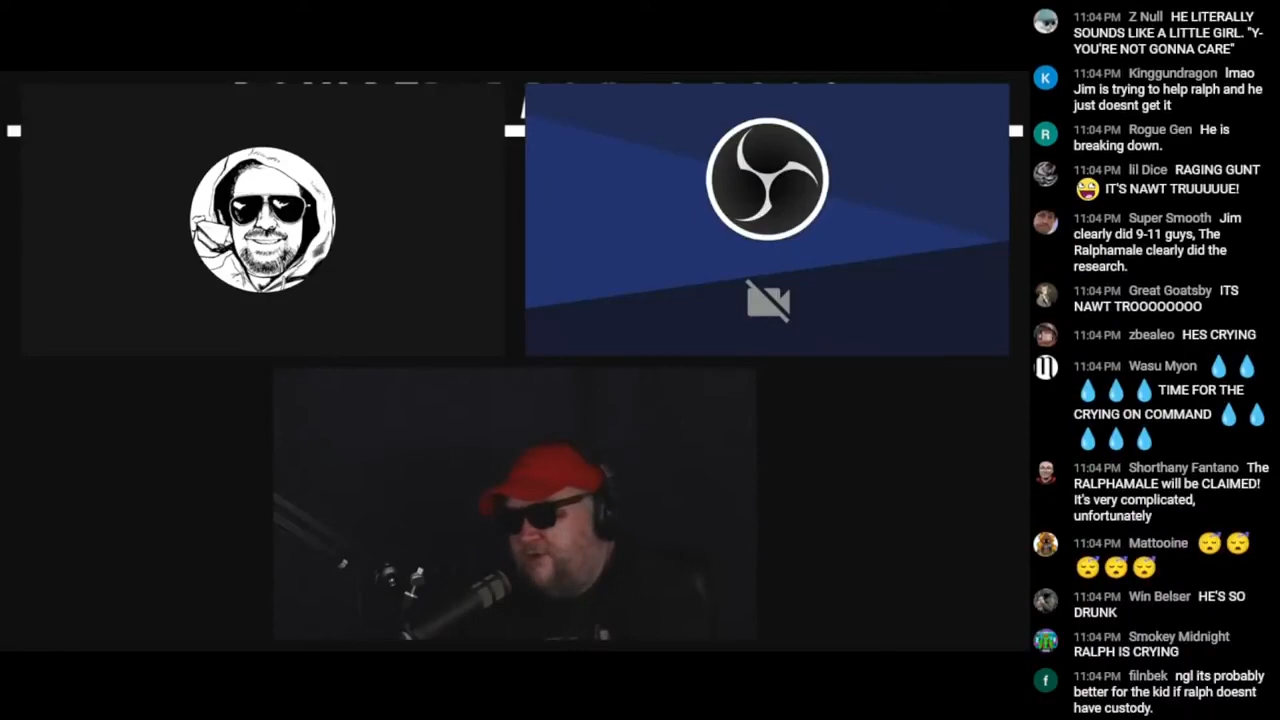 11:04 PM Z Null HE LITERALLY
SOUNDS LIKE A LITTLE GIRL. "Y-
YOU'RE NOT GONNA CARE"
K
11:04 PM Kinggundragon lmao
Jim is trying to help ralph and he
just doesnt get it
R
11:04 PM Rogue Gen He is
breaking down.
11:04 PM lil Dice RAGING GUNT
IT'S NAWT TRUUUUE!
11:04 PM Super Smooth Jim
clearly did 9-11 guys, The
Ralphamale clearly did the
research.
11:04 PM Great Goatsby ITS
NAWT TROOOOOOOO
11:04 PM zbealeo HES CRYING
11:04 PM Wasu Myon
TIME FOR THE
CRYING ON COMMAND
11:04 PM Shorthany Fantano The
RALPHAMALE will be CLAIMED!
It's very complicated,
unfortunately
11:04 PM Mattooine
11:04 PM Win Belser HE'S SO
DRUNK
11:04 PM Smokey Midnight
RALPH IS CRYING
f
11:04 PM filnbek ngl its probably
better for the kid if ralph doesnt
have custody.